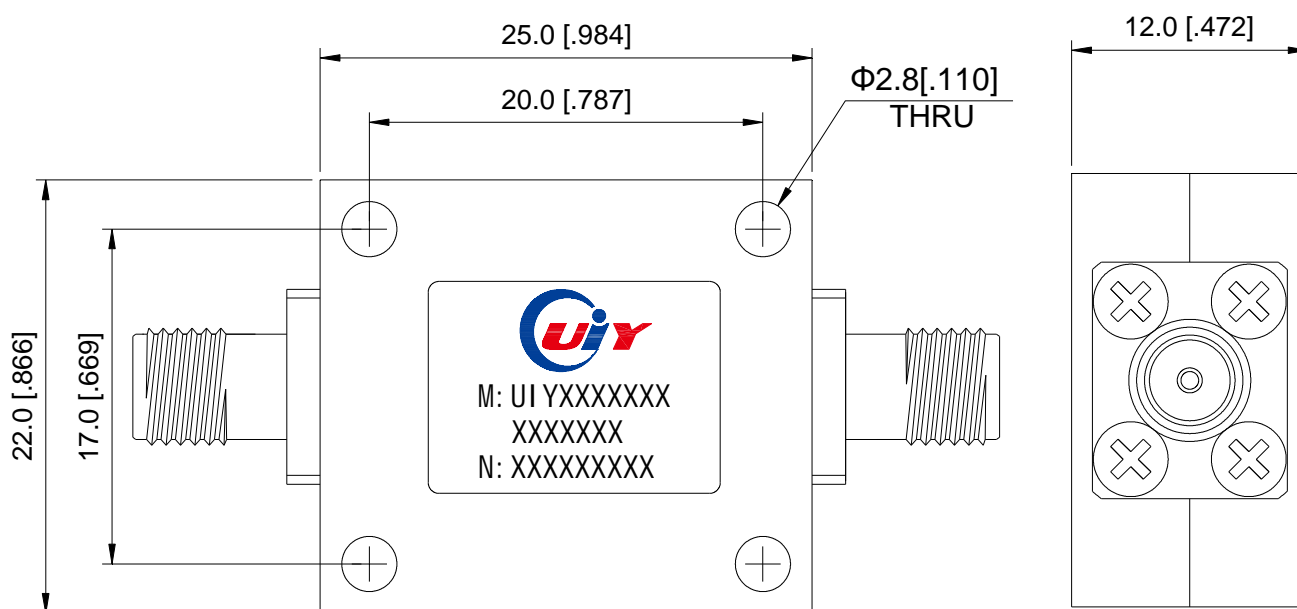 25.0 [.984]
12.0 [.472]
20.0 [.787]
Φ2.8[.110]
THRU
22.0 [.866]
17.0 [.669]
UIY
M: UIYXXXXXXX
XXXXXXX
N: XXXXXXXXX